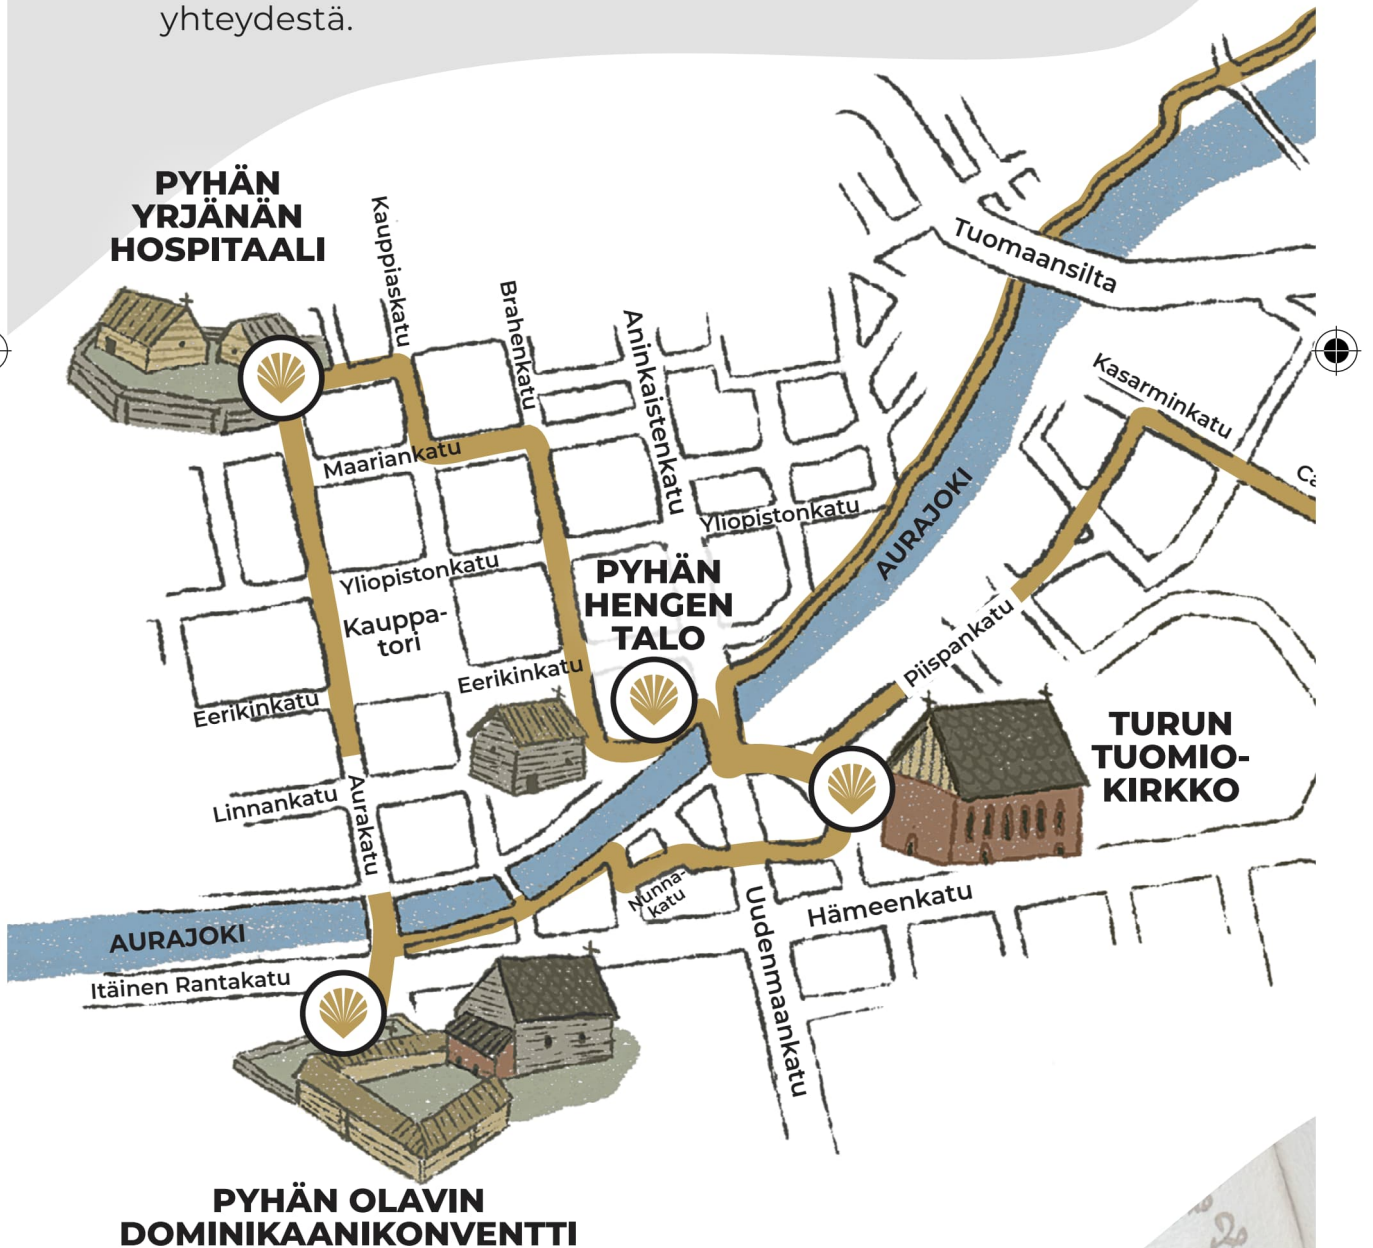 yhteydestä.
PYHÄN
YRJÄNÄN
HOSPITAALI
Kauppiaskatu
Brahenkatu
Aninkaistenkatu
Tuomaansilta
Kasarminkatu
Maariankatu
Yliopistonkatu
AURAJOKI
Yliopistonkatu
PYHÄN
HENGEN
TALO
Kauppa-
tori
Eerikinkatu
Piispankatu
Eerikinkatu
TURUN
TUOMIO-
KIRKKO
Linnankatu
Aurakatu
Nunna-
katu
Uudenmaankatu
Hämeenkatu
AURAJOKI
Itäinen Rantakatu
PYHÄN OLAVIN
DOMINIKAANIKONVENTTI